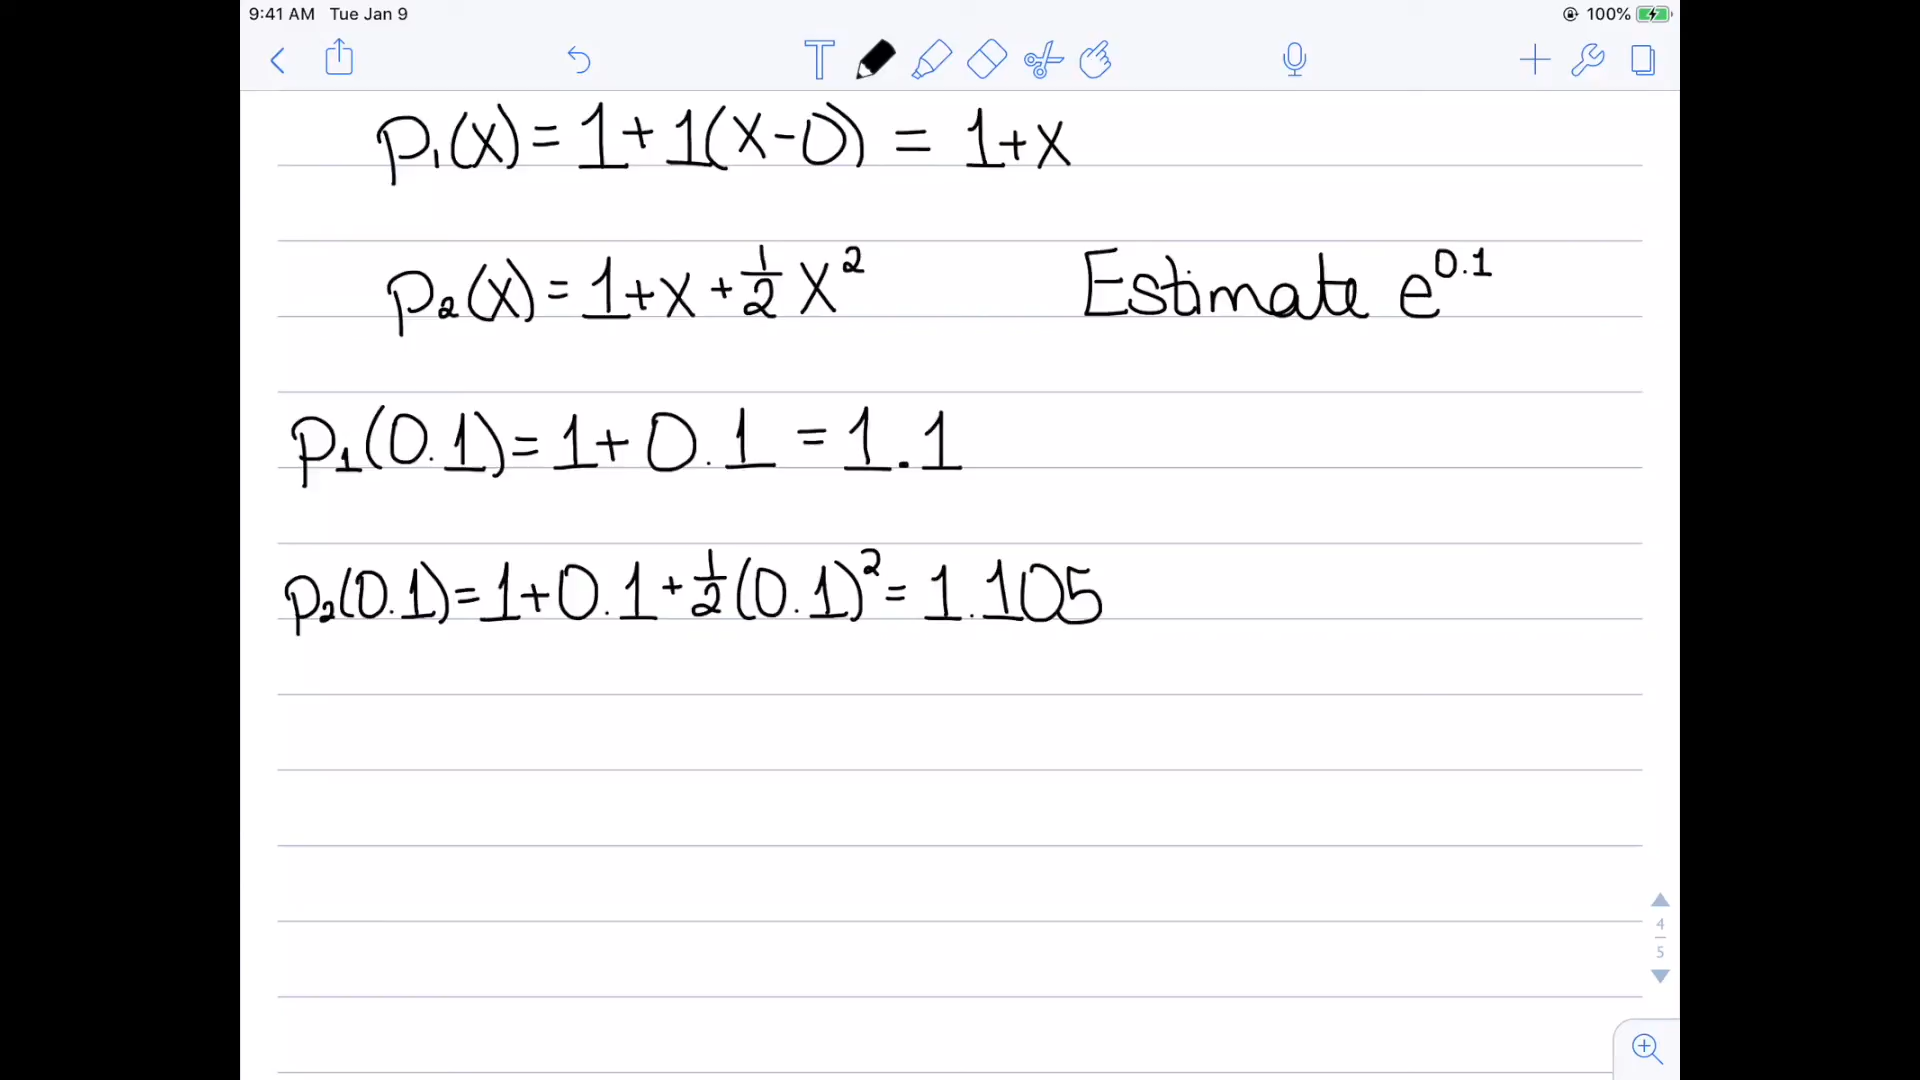 9:41 AM Tue Jan 9 100%
p₁(x) = 1 + 1(x-0) = 1+x
p₂(x) = 1+x + ½ x² Estimate e^0.1
p₁(0.1) = 1 + 0.1 = 1.1
p₂(0.1) = 1+0.1 + ½(0.1)² = 1.105
4
5